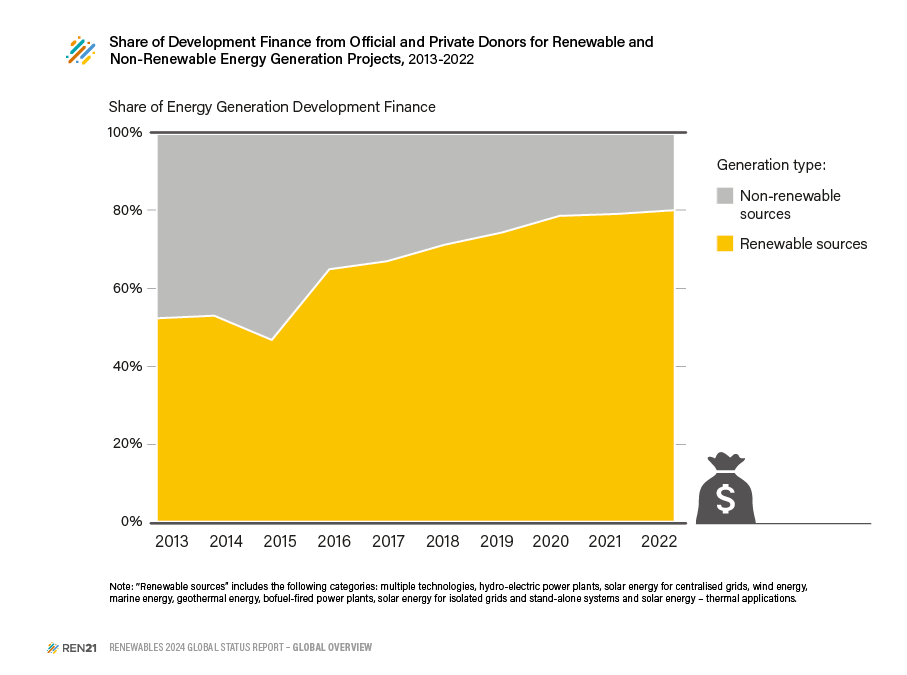 Share of Development Finance from Official and Private Donors for Renewable and
Non-Renewable Energy Generation Projects, 2013-2022
Share of Energy Generation Development Finance
100%
80%
60%
40%
20%
0%
2013 2014 2015 2016 2017 2018 2019 2020 2021 2022
Generation type:
Non-renewable
sources
Renewable sources
$
Note: "Renewable sources" includes the following categories: multiple technologies, hydro-electric power plants, solar energy for centralised grids, wind energy,
marine energy, geothermal energy, bofuel-fired power plants, solar energy for isolated grids and stand-alone systems and solar energy – thermal applications.
REN21 RENEWABLES 2024 GLOBAL STATUS REPORT – GLOBAL OVERVIEW